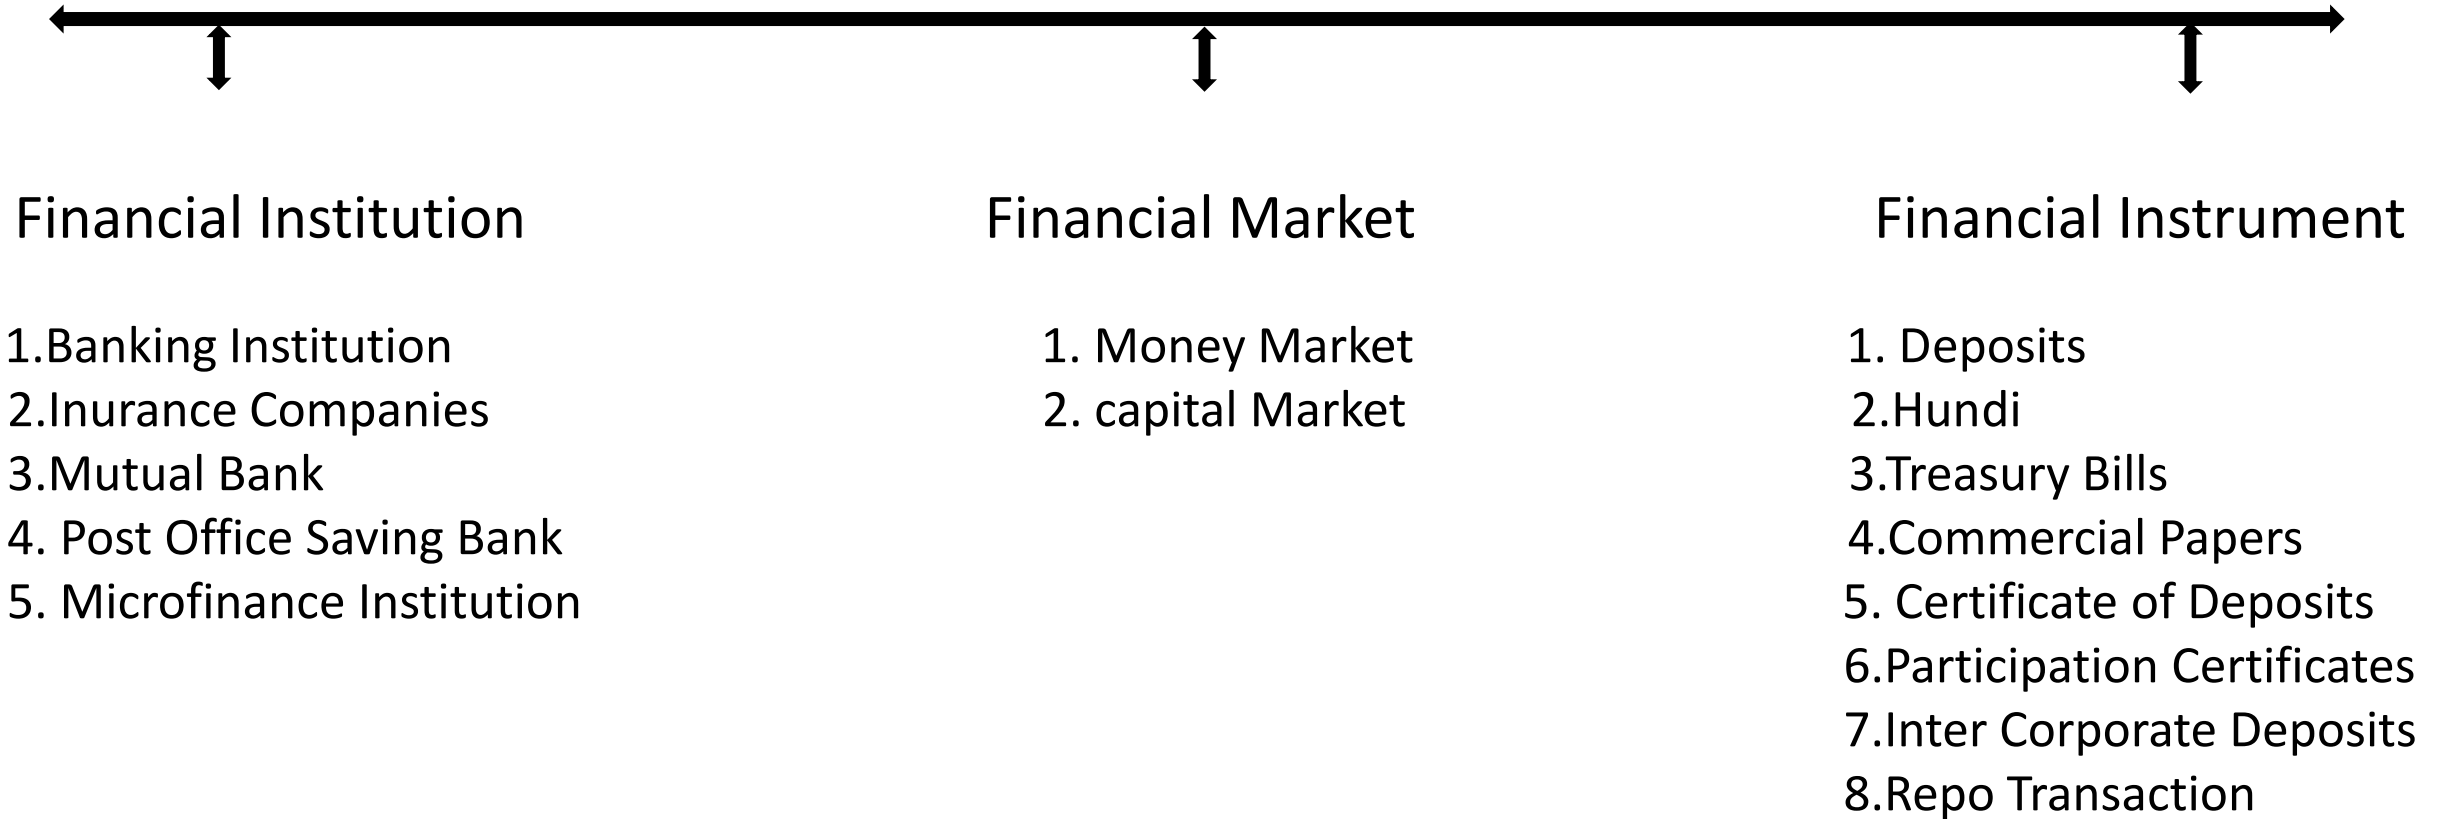 Financial Institution
1.Banking Institution
2.Inurance Companies
3.Mutual Bank
4. Post Office Saving Bank
5. Microfinance Institution
Financial Market
1. Money Market
2. capital Market
Financial Instrument
1. Deposits
2.Hundi
3.Treasury Bills
4.Commercial Papers
5. Certificate of Deposits
6.Participation Certificates
7.Inter Corporate Deposits
8.Repo Transaction